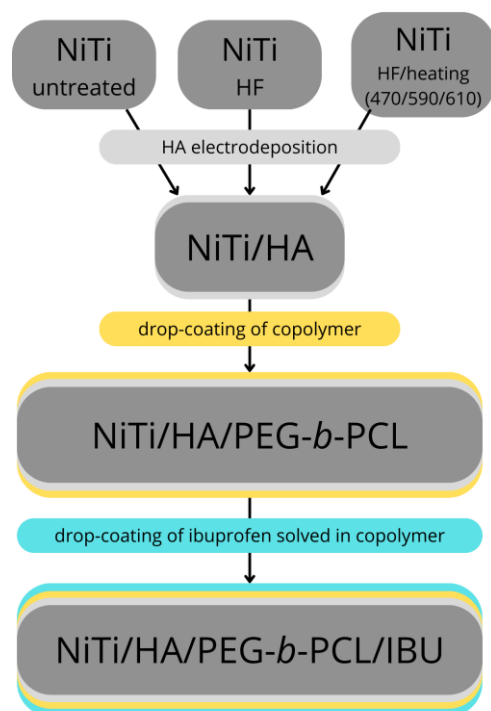 NiTi
untreated
NiTi
HF
NiTi
HF/heating
(470/590/610)
HA electrodeposition
NiTi/HA
drop-coating of copolymer
NiTi/HA/PEG-b-PCL
drop-coating of ibuprofen solved in copolymer
NiTi/HA/PEG-b-PCL/IBU